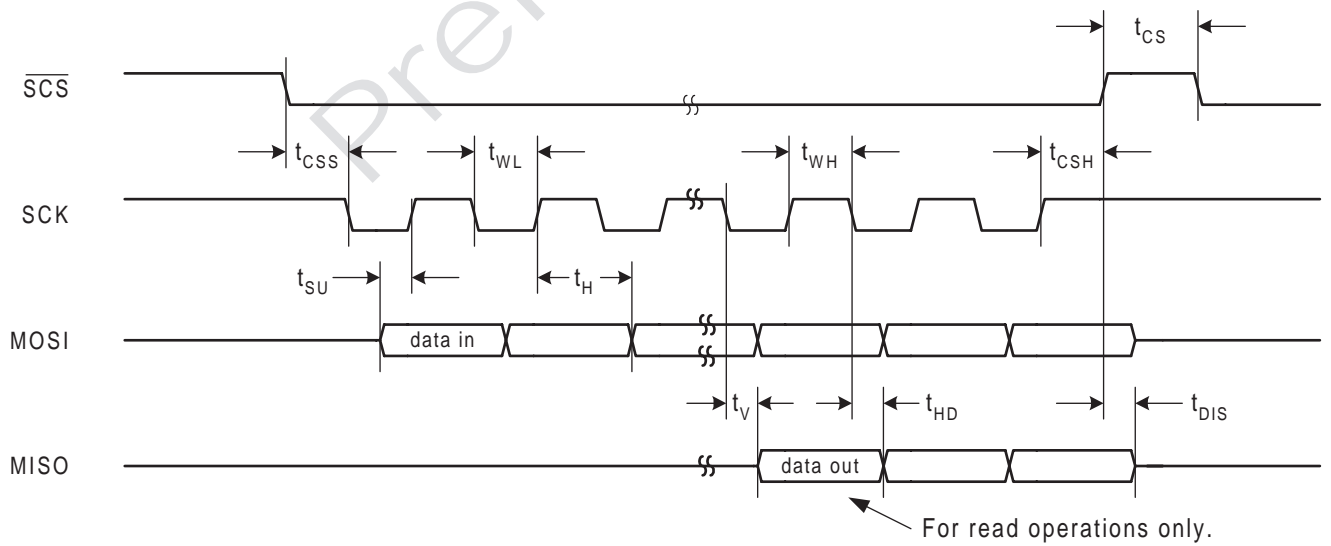 tCS
SCS
tCSS
tWL
tWH
tCSH
SCK
tSU
tH
MOSI
data in
tV
tHD
tDIS
MISO
data out
For read operations only.